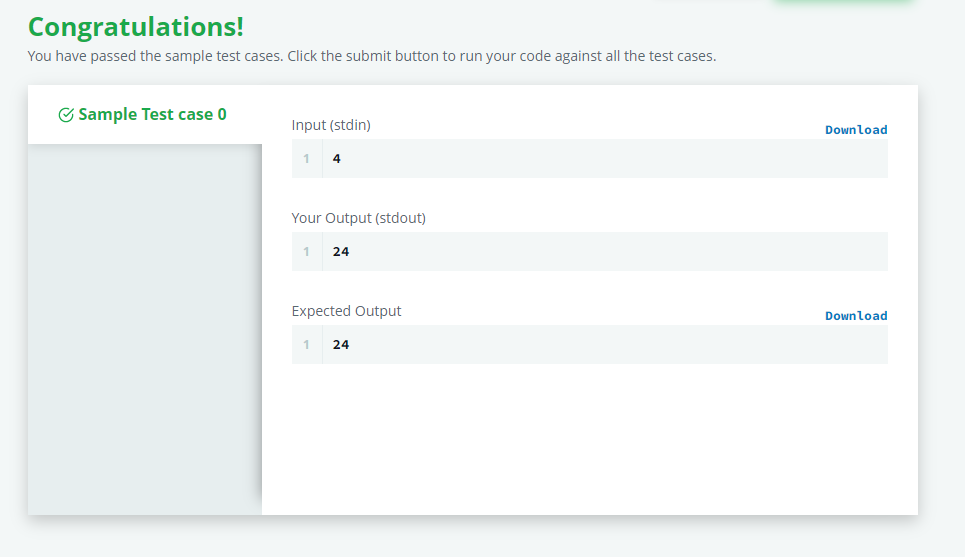 Congratulations!
You have passed the sample test cases. Click the submit button to run your code against all the test cases.
Sample Test case 0
Input (stdin)
Download
1 4
Your Output (stdout)
1 24
Expected Output
Download
1 24